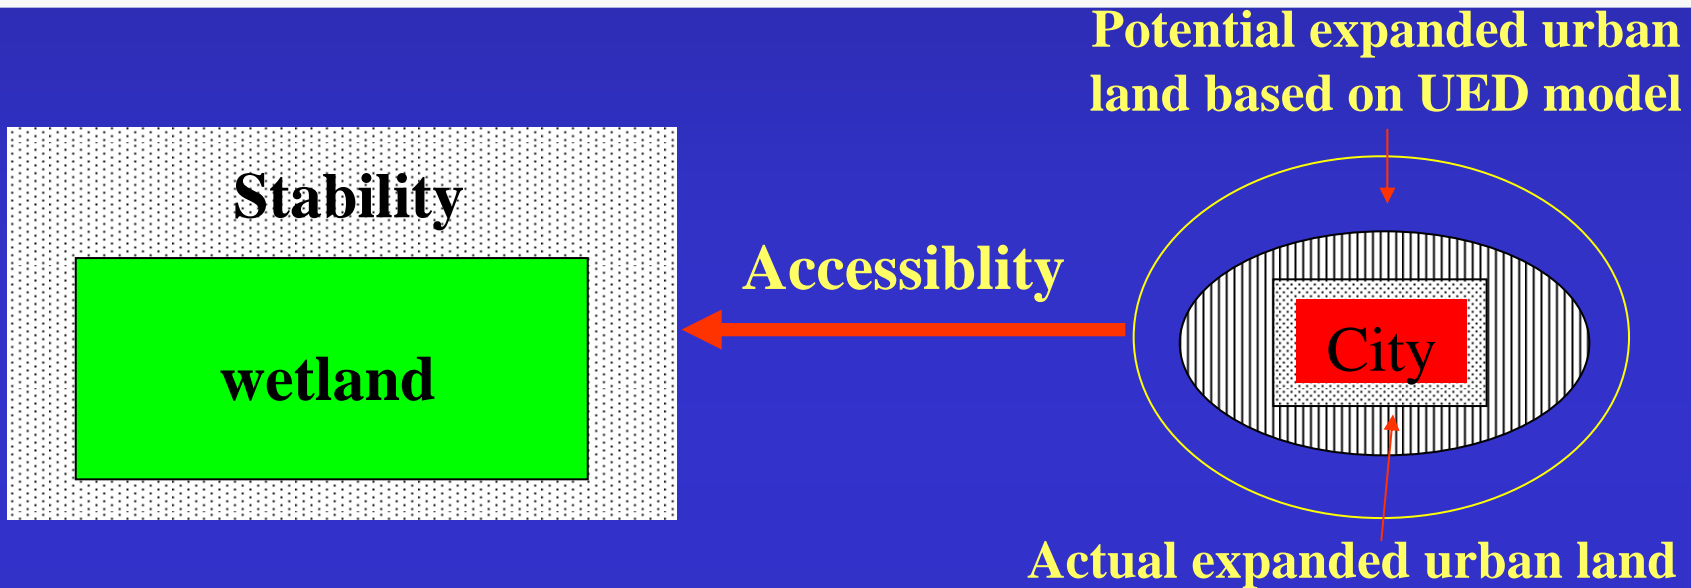 Potential expanded urban
land based on UED model
Stability
Accessiblity
wetland
City
Actual expanded urban land